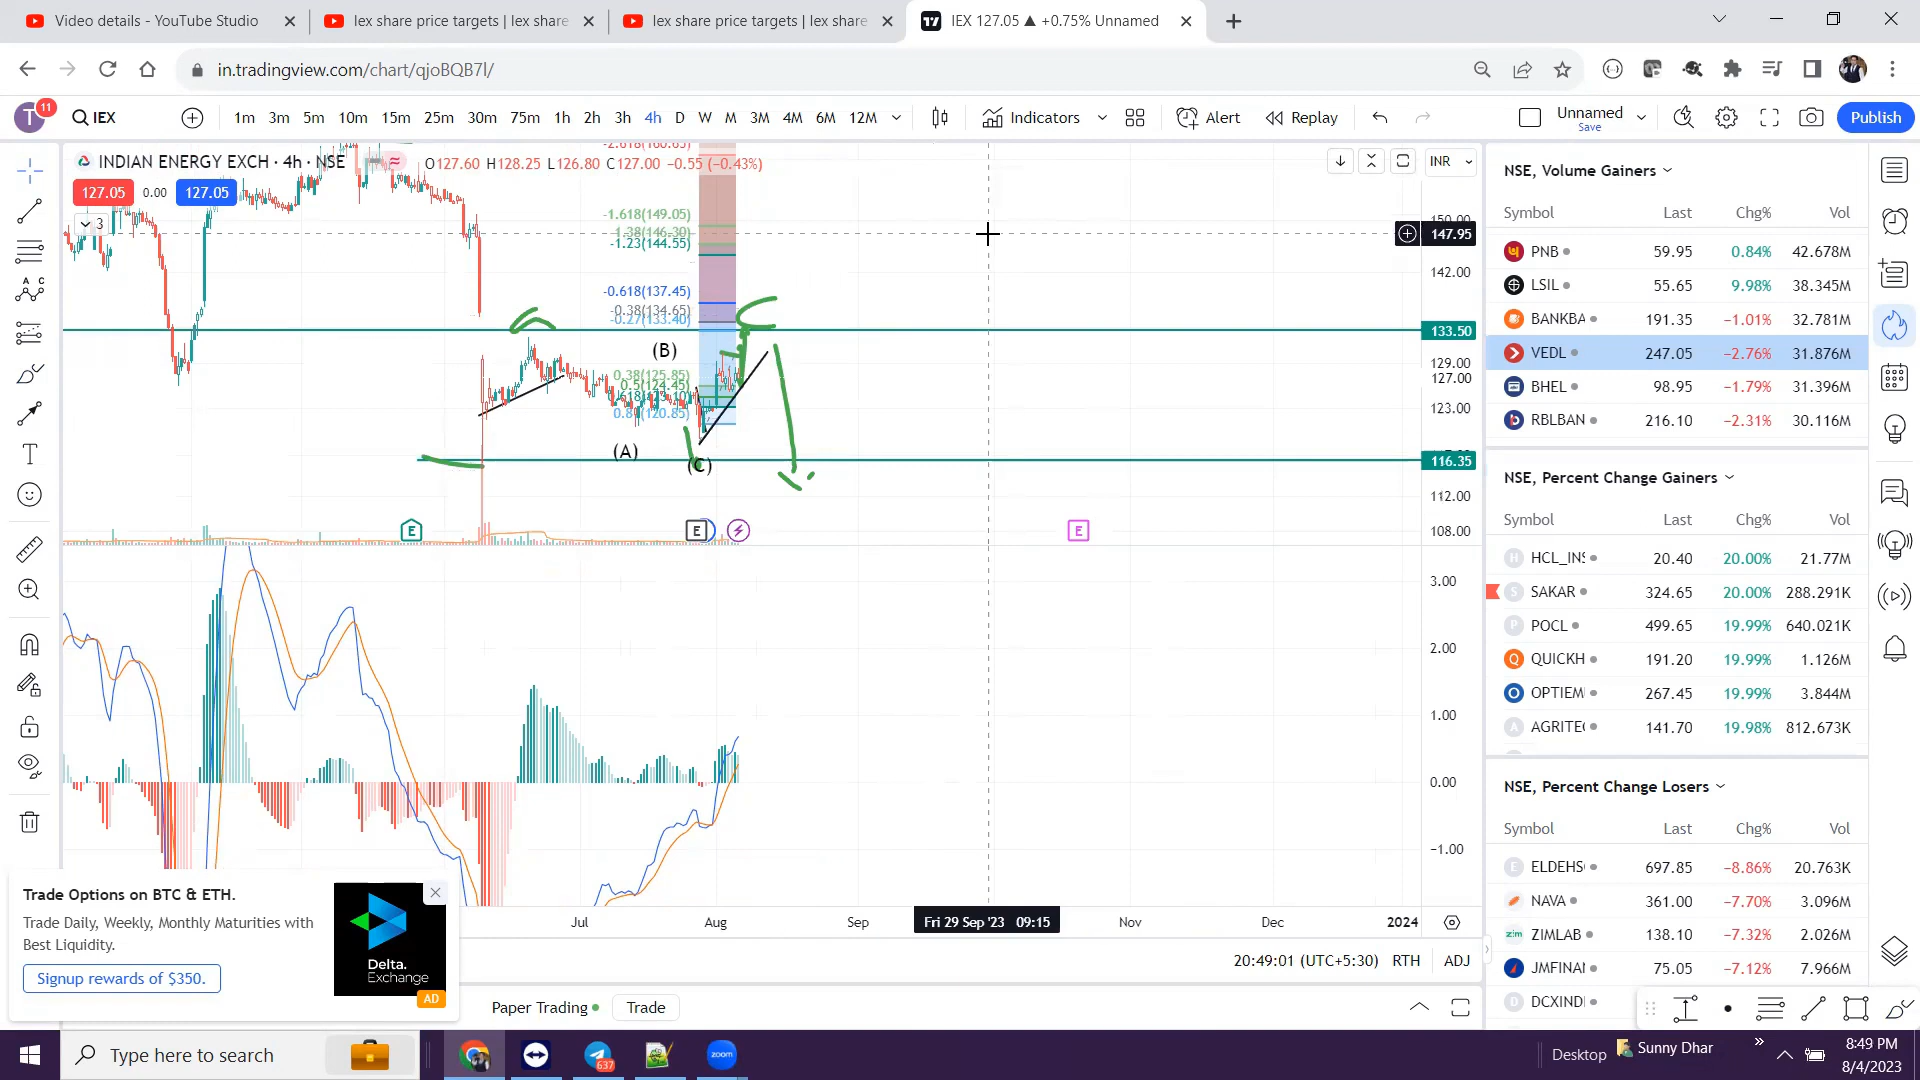 Video details - YouTube Studio
Iex share price targets | Iex share
Iex share price targets | Iex share
IEX 127.05 ▲ +0.75% Unnamed
in.tradingview.com/chart/qjoBQB7l/
T 11
IEX
1m 3m 5m 10m 15m 25m 30m 75m 1h 2h 3h 4h D W M 3M 4M 6M 12M
Indicators
Alert
Replay
Unnamed
Save
Publish
INDIAN ENERGY EXCH · 4h · NSE
O127.60 H128.25 L126.80 C127.00 −0.55 (−0.43%)
INR
127.05 0.00 127.05
3
-1.618(149.05)
-1.38(146.30)
-1.23(144.55)
-0.618(137.45)
-0.38(134.65)
-0.27(133.40)
0.38(125.85)
0.5(124.45)
0.618(123.10)
(B)
(A)
(C)
E
E
E
150.00
147.95
142.00
133.50
129.00
127.00
123.00
116.35
112.00
108.00
3.00
2.00
1.00
0.00
−1.00
Jul
Aug
Sep
Fri 29 Sep '23 09:15
Nov
Dec
2024
20:49:01 (UTC+5:30) RTH ADJ
Paper Trading
Trade
Trade Options on BTC & ETH.
Trade Daily, Weekly, Monthly Maturities with
Best Liquidity.
Signup rewards of $350.
Delta.
Exchange
AD
NSE, Volume Gainers
Symbol Last Chg% Vol
PNB 59.95 0.84% 42.678M
LSIL 55.65 9.98% 38.345M
BANKBA 191.35 −1.01% 32.781M
VEDL 247.05 −2.76% 31.876M
BHEL 98.95 −1.79% 31.396M
RBLBAN 216.10 −2.31% 30.116M
NSE, Percent Change Gainers
Symbol Last Chg% Vol
HCL_INS 20.40 20.00% 21.77M
SAKAR 324.65 20.00% 288.291K
POCL 499.65 19.99% 640.021K
QUICKH 191.20 19.99% 1.126M
OPTIEM 267.45 19.99% 3.844M
AGRITEC 141.70 19.98% 812.673K
NSE, Percent Change Losers
Symbol Last Chg% Vol
ELDEHS 697.85 −8.86% 20.763K
NAVA 361.00 −7.70% 3.096M
ZIMLAB 138.10 −7.32% 2.026M
JMFINAI 75.05 −7.12% 7.966M
DCXIND
Type here to search
637
zoom
Desktop
Sunny Dhar
8:49 PM
8/4/2023